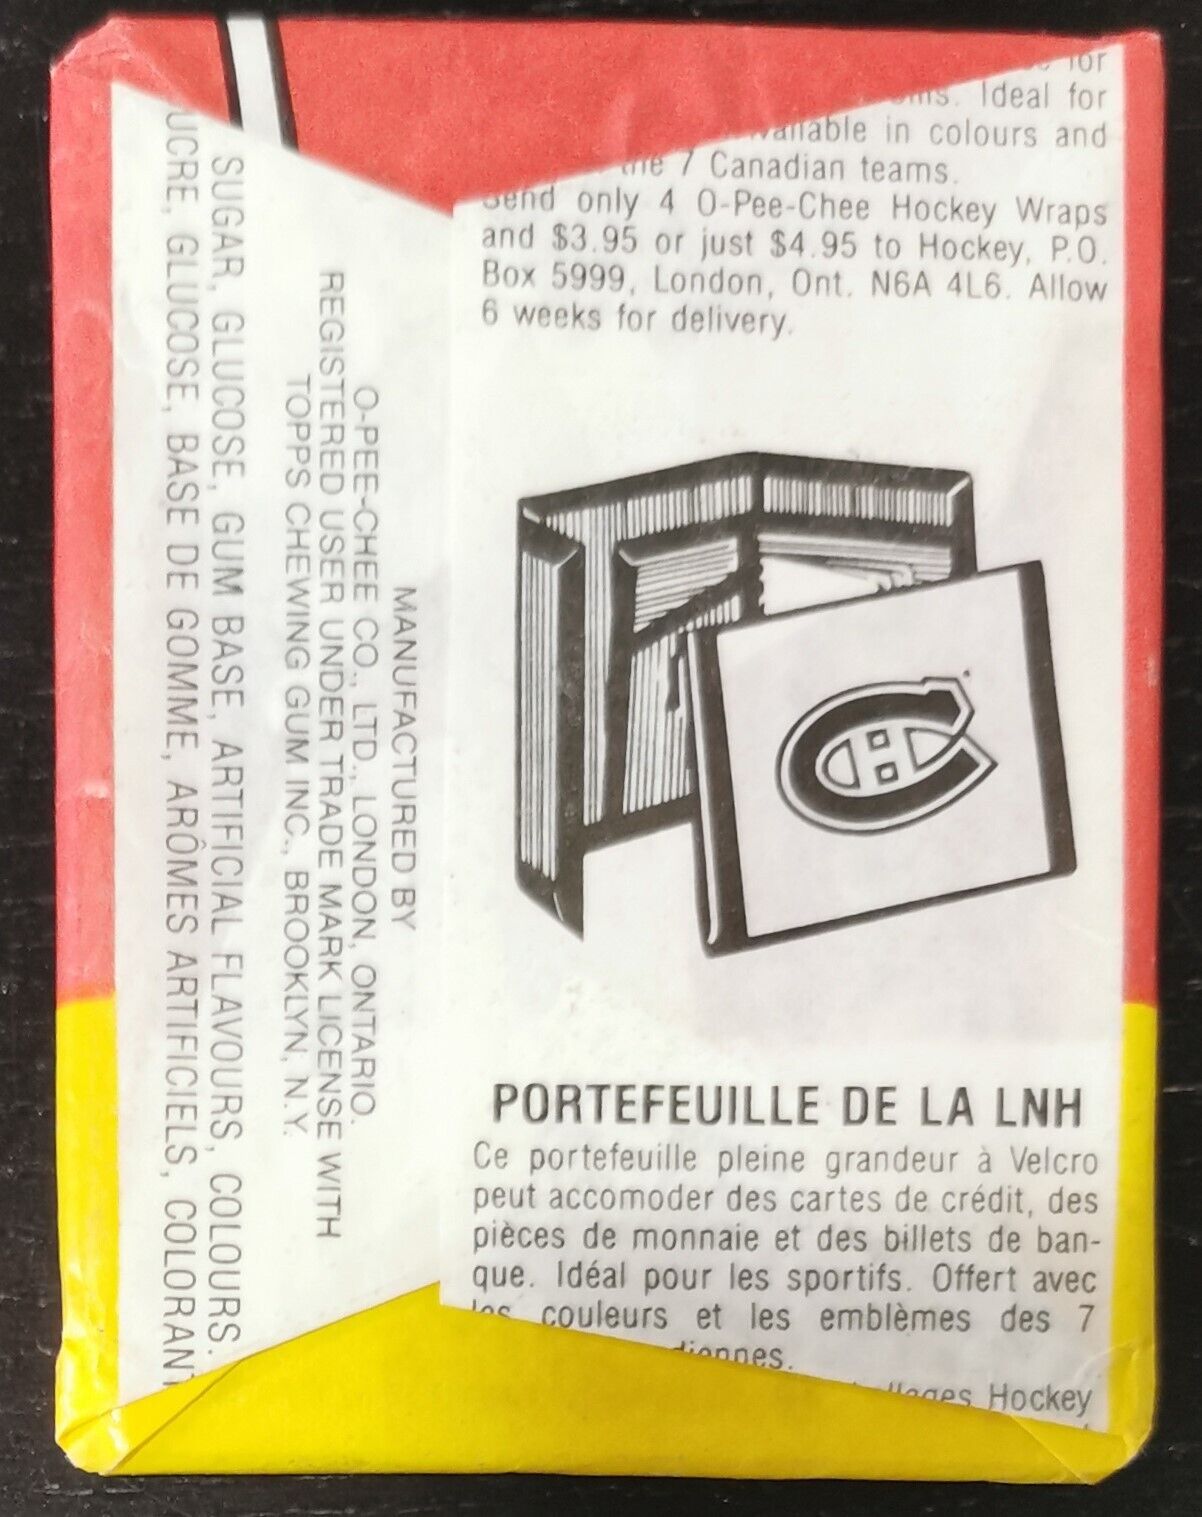 for
Ideal for
in colours and
7 Canadian teams.
Send only 4 O-Pee-Chee Hockey Wraps
and $3.95 or just $4.95 to Hockey, P.O.
Box 5999, London, Ont. N6A 4L6. Allow
6 weeks for delivery.
PORTEFEUILLE DE LA LNH
Ce portefeuille pleine grandeur à Velcro
peut accomoder des cartes de crédit, des
pièces de monnaie et des billets de ban-
que. Idéal pour les sportifs. Offert avec
les couleurs et les emblèmes des 7
Hockey
MANUFACTURED BY
O-PEE-CHEE CO., LTD., LONDON, ONTARIO.
REGISTERED USER UNDER TRADE MARK LICENSE WITH
TOPPS CHEWING GUM INC., BROOKLYN, N.Y.
SUGAR, GLUCOSE, GUM BASE, ARTIFICIAL FLAVOURS, COLOURS.
SUCRE, GLUCOSE, BASE DE GOMME, ARÔMES ARTIFICIELS, COLORANT